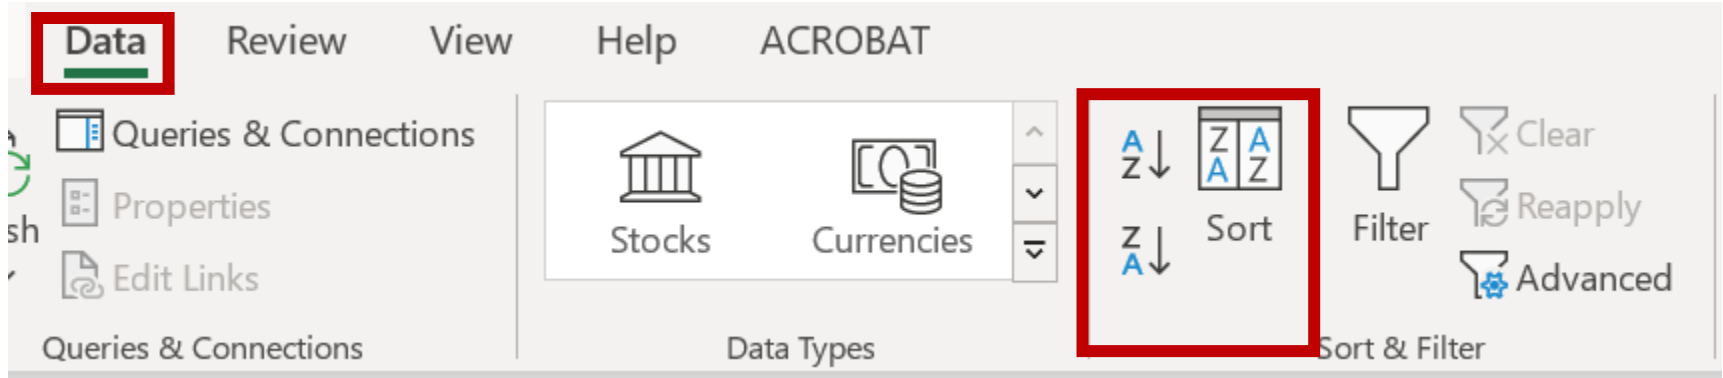 Data Review View Help ACROBAT
Queries & Connections
Properties
sh
Edit Links
Queries & Connections
Stocks
Currencies
Data Types
A
Z
Z
A
Z A
A Z
Sort
Filter
Clear
Reapply
Advanced
Sort & Filter